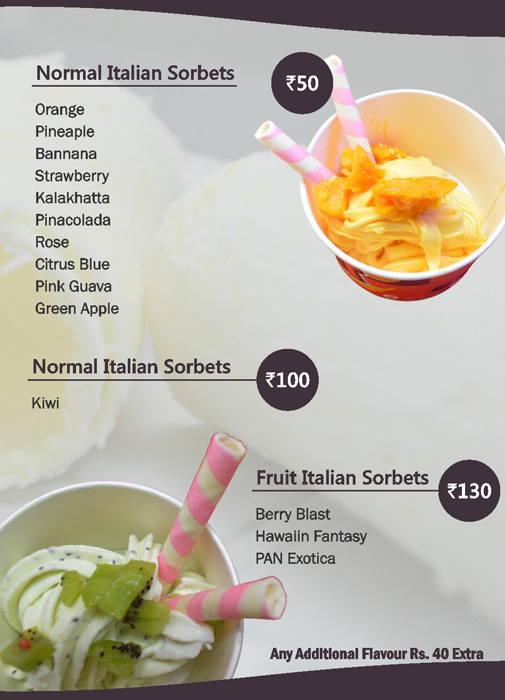 Normal Italian Sorbets ₹50
Orange
Pineaple
Bannana
Strawberry
Kalakhatta
Pinacolada
Rose
Citrus Blue
Pink Guava
Green Apple
Normal Italian Sorbets ₹100
Kiwi
Fruit Italian Sorbets ₹130
Berry Blast
Hawaiin Fantasy
PAN Exotica
Any Additional Flavour Rs. 40 Extra